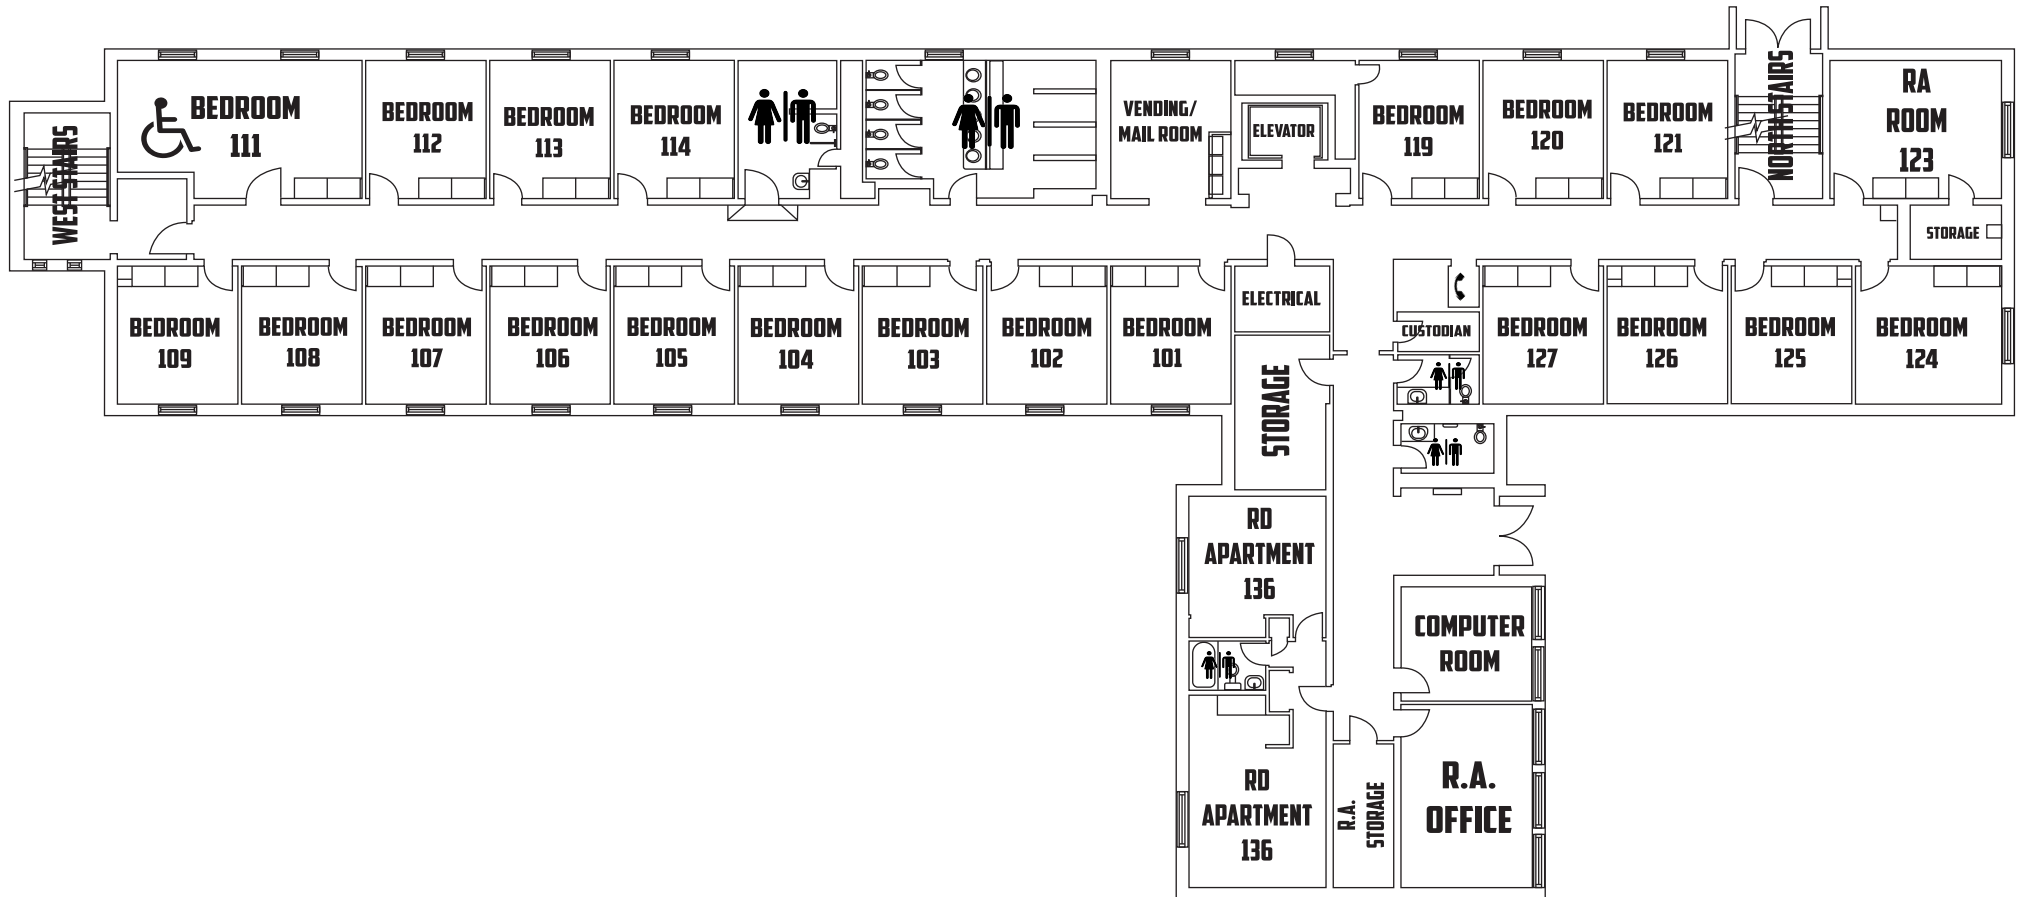 WEST STAIRS
BEDROOM
111
BEDROOM
112
BEDROOM
113
BEDROOM
114
VENDING/
MAIL ROOM
ELEVATOR
BEDROOM
119
BEDROOM
120
BEDROOM
121
NORTH STAIRS
RA
ROOM
123
STORAGE
BEDROOM
109
BEDROOM
108
BEDROOM
107
BEDROOM
106
BEDROOM
105
BEDROOM
104
BEDROOM
103
BEDROOM
102
BEDROOM
101
ELECTRICAL
STORAGE
CUSTODIAN
BEDROOM
127
BEDROOM
126
BEDROOM
125
BEDROOM
124
RD
APARTMENT
136
COMPUTER
ROOM
RD
APARTMENT
136
R.A.
STORAGE
R.A.
OFFICE